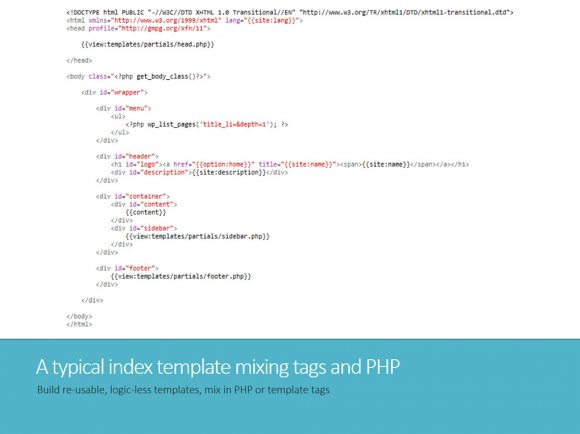 <!DOCTYPE html PUBLIC "-//W3C//DTD XHTML 1.0 Transitional//EN" "http://www.w3.org/TR/xhtml1/DTD/xhtml1-transitional.dtd">
<html xmlns="http://www.w3.org/1999/xhtml" lang="{{site:lang}}">
<head profile="http://gmpg.org/xfn/11">
{{view:templates/partials/head.php}}
</head>
<body class="<?php get_body_class()?>">
<div id="wrapper">
<div id="menu">
<ul>
<?php wp_list_pages('title_li=&depth=1'); ?>
</ul>
</div>
<div id="header">
<h1 id="logo"><a href="{{option:home}}" title="{{site:name}}"><span>{{site:name}}</span></a></h1>
<div id="description">{{site:description}}</div>
</div>
<div id="container">
<div id="content">
{{content}}
</div>
<div id="sidebar">
{{view:templates/partials/sidebar.php}}
</div>
</div>
<div id="footer">
{{view:templates/partials/footer.php}}
</div>
</div>
</body>
</html>
A typical index template mixing tags and PHP
Build re-usable, logic-less templates, mix in PHP or template tags